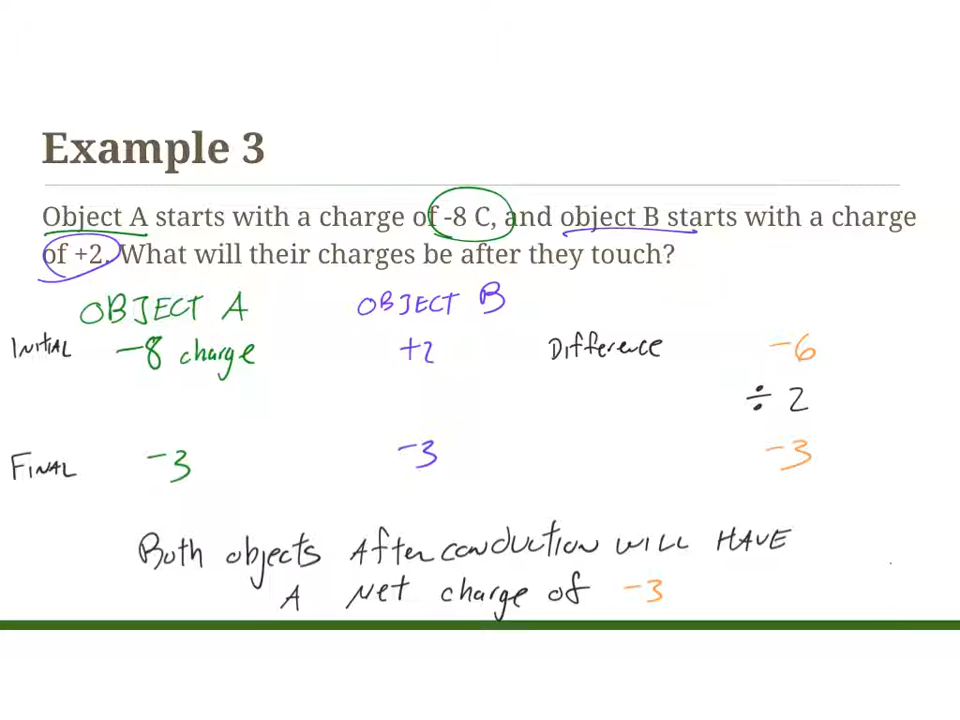 Example 3
Object A starts with a charge of -8 C, and object B starts with a charge
of +2. What will their charges be after they touch?
OBJECT A OBJECT B
INITIAL -8 charge +2 Difference -6
÷ 2
FINAL -3 -3 -3
Both objects After conduction WILL HAVE
A Net charge of -3